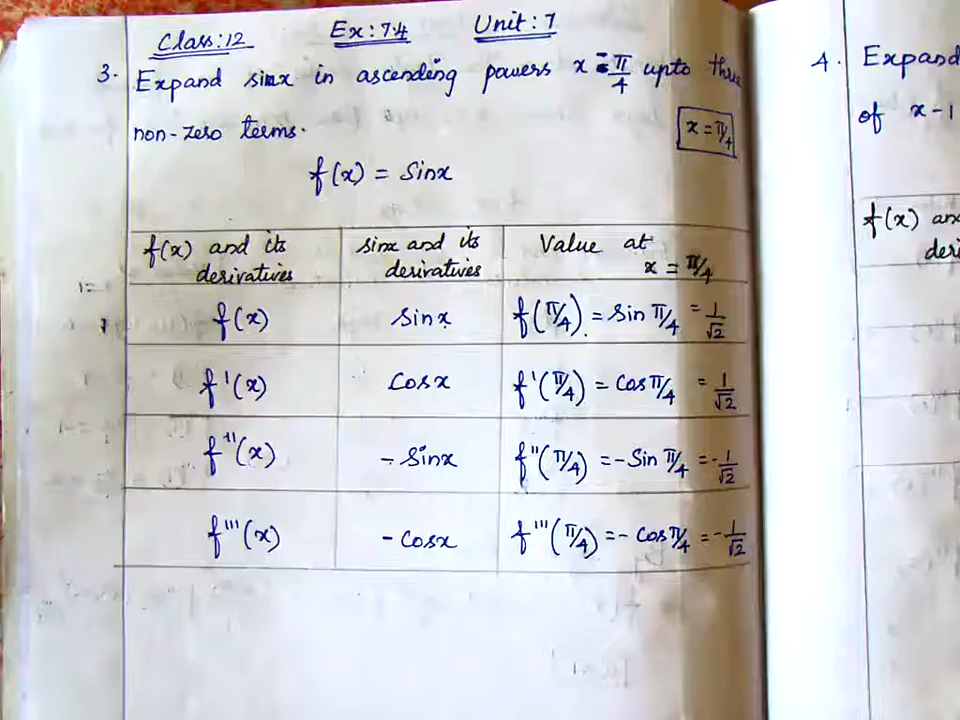 Class:12 Ex:7.4 Unit:7
3. Expand sinx in ascending powers x = π/4 upto three
non-zero terms.
x = π/4
f(x) = Sinx
f(x) and its derivatives sinx and its derivatives Value at x = π/4
f(x) Sinx f(π/4) = Sin π/4 = 1/√2
f'(x) Cosx f'(π/4) = Cos π/4 = 1/√2
f''(x) - Sinx f''(π/4) = - Sin π/4 = - 1/√2
f'''(x) - Cosx f'''(π/4) = - Cos π/4 = - 1/√2
4. Expand
of x-1
f(x) and
deri